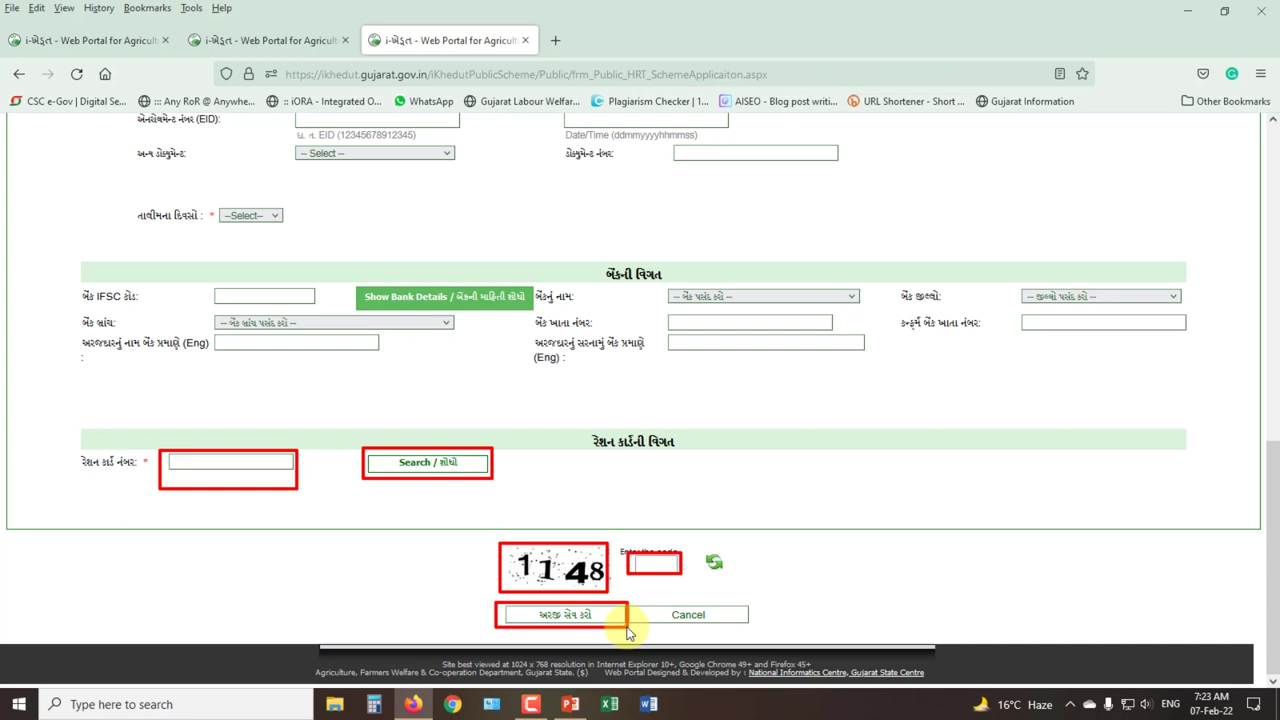 File Edit View History Bookmarks Tools Help
i-ખેડૂત - Web Portal for Agricult i-ખેડૂત - Web Portal for Agricult i-ખેડૂત - Web Portal for Agricult
https://ikhedut.gujarat.gov.in/iKhedutPublicScheme/Public/frm_Public_HRT_SchemeApplicaiton.aspx
CSC e-Gov | Digital Se... ::: Any RoR @ Anywhe... :: iORA - Integrated O... WhatsApp Gujarat Labour Welfar... Plagiarism Checker | 1... AISEO - Blog post writi... URL Shortener - Short ... Gujarat Information Other Bookmarks
એનરોલમેન્ટ નંબર (EID):
દા. ત. EID (12345678912345) Date/Time (ddmmyyyyhhmmss)
અન્ય ડોક્યુમેન્ટ: -- Select -- ડોક્યુમેન્ટ નંબર:
તાલીમના દિવસો : * --Select--
બેંકની વિગત
બેંક IFSC કોડ: Show Bank Details / બેંકની માહિતી શોધો બેંકનું નામ: -- બેંક પસંદ કરો -- બેંક જીલ્લો: -- જીલ્લો પસંદ કરો --
બેંક બ્રાંચ: -- બેંક બ્રાંચ પસંદ કરો -- બેંક ખાતા નંબર: કન્ફર્મ બેંક ખાતા નંબર:
અરજદારનું નામ બેંક પ્રમાણે (Eng) : અરજદારનું સરનામું બેંક પ્રમાણે (Eng) :
રેશન કાર્ડની વિગત
રેશન કાર્ડ નંબર: * Search / શોધો
1148 Enter the code
અરજી સેવ કરો Cancel
Site best viewed at 1024 x 768 resolution in Internet Explorer 10+, Google Chrome 49+ and Firefox 45+
Agriculture, Farmers Welfare & Co-operation Department, Gujarat State. ($) Web Portal Designed & Developed by : National Informatics Centre, Gujarat State Centre
Type here to search 16°C Haze ENG 7:23 AM
07-Feb-22